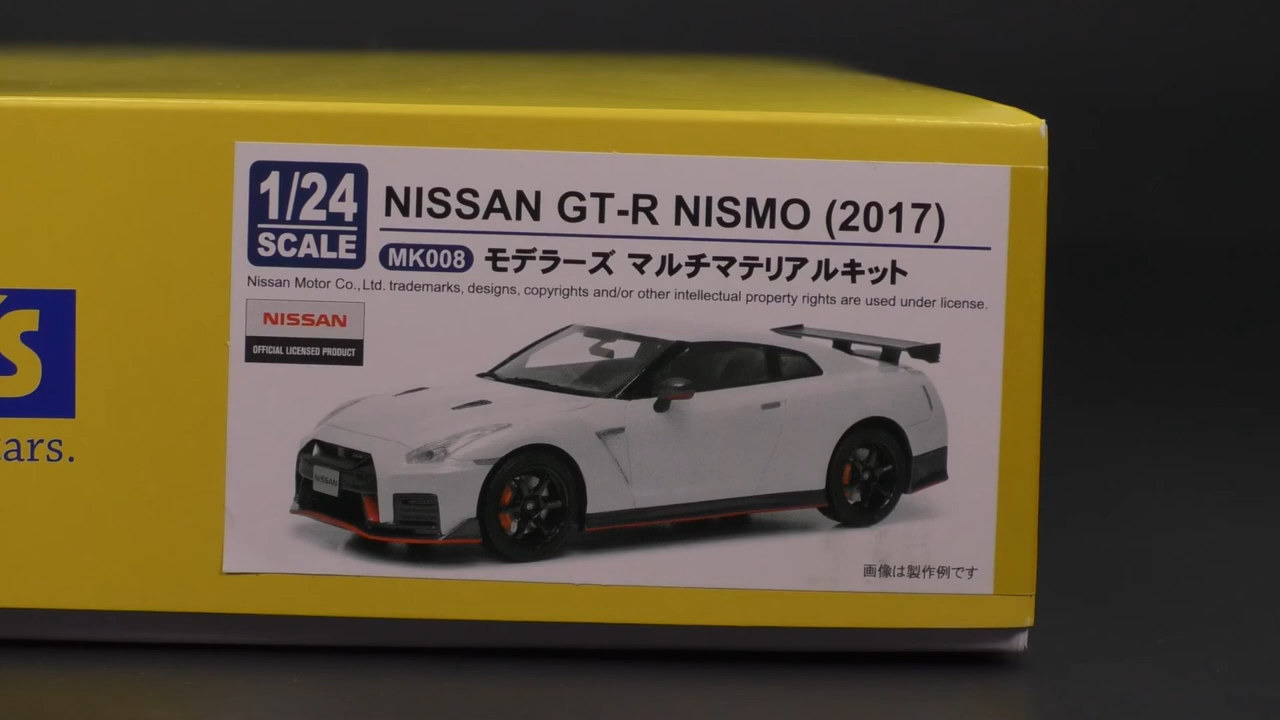 1/24
SCALE
NISSAN GT-R NISMO (2017)
MK008 モデラーズ マルチマテリアルキット
Nissan Motor Co.,Ltd. trademarks, designs, copyrights and/or other intellectual property rights are used under license.
NISSAN
OFFICIAL LICENSED PRODUCT
NISSAN
画像は製作例です
's
ars.